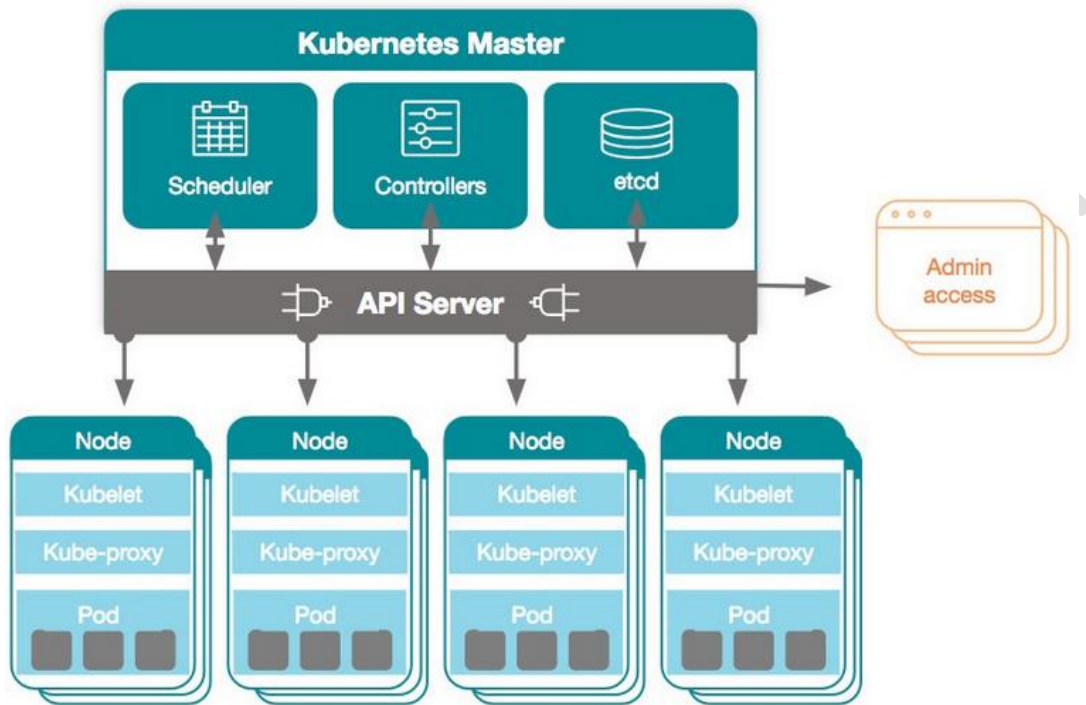 Kubernetes Master
Scheduler
Controllers
etcd
API Server
Admin
access
Node
Kubelet
Kube-proxy
Pod
Node
Kubelet
Kube-proxy
Pod
Node
Kubelet
Kube-proxy
Pod
Node
Kubelet
Kube-proxy
Pod